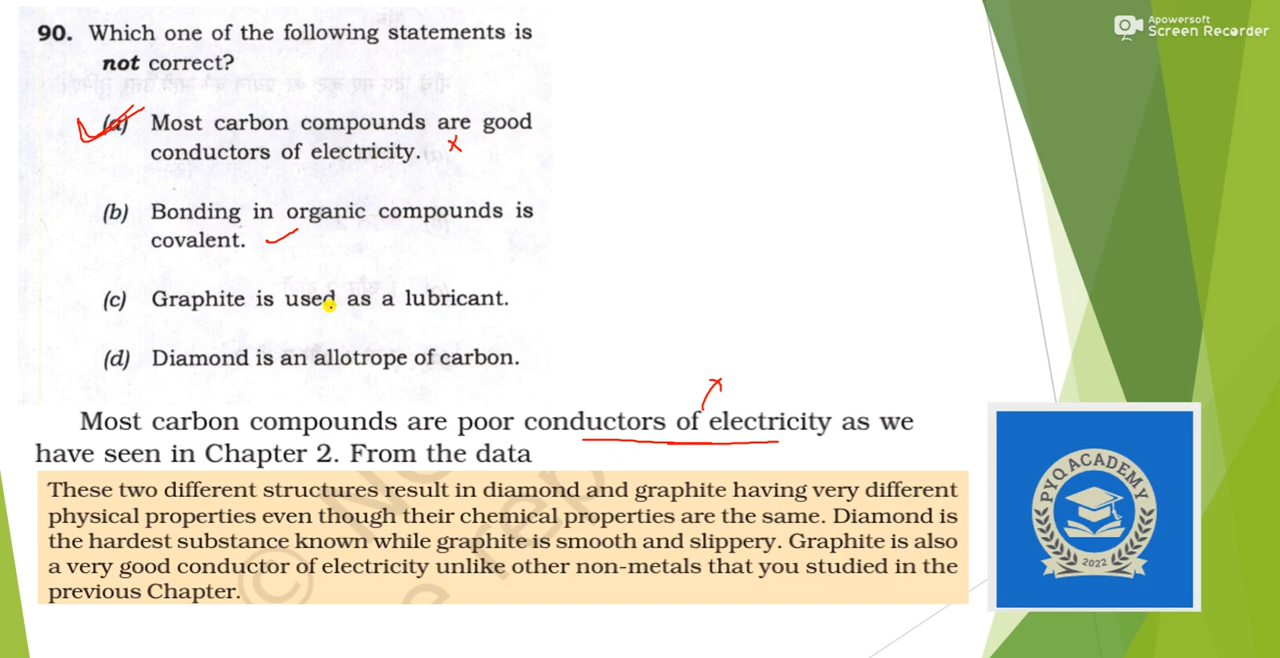 Apowersoft
Screen Recorder
90. Which one of the following statements is
not correct?
(a) Most carbon compounds are good
conductors of electricity.
(b) Bonding in organic compounds is
covalent.
(c) Graphite is used as a lubricant.
(d) Diamond is an allotrope of carbon.
Most carbon compounds are poor conductors of electricity as we
have seen in Chapter 2. From the data
These two different structures result in diamond and graphite having very different
physical properties even though their chemical properties are the same. Diamond is
the hardest substance known while graphite is smooth and slippery. Graphite is also
a very good conductor of electricity unlike other non-metals that you studied in the
previous Chapter.
PYQ ACADEMY
2022